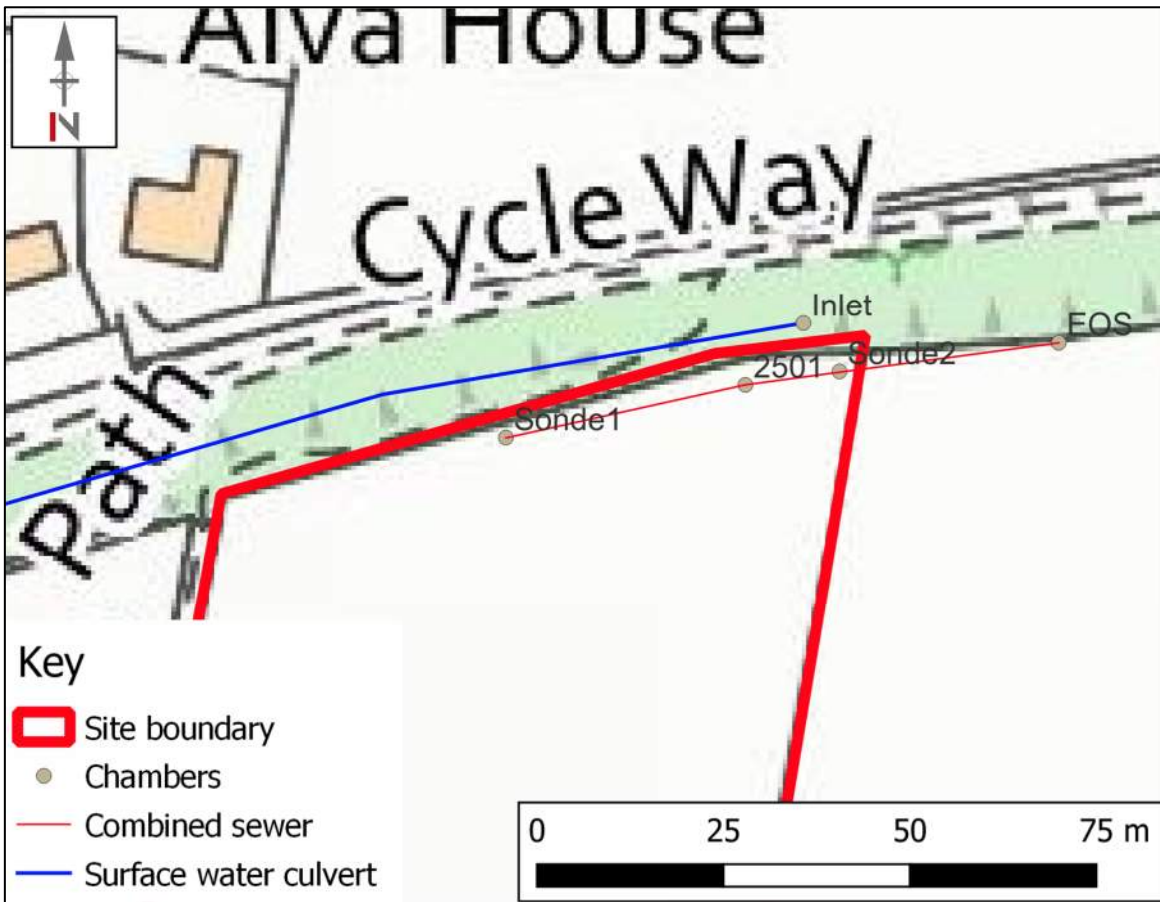 Alva House
N
Cycle Way
Inlet
EOS
Sonde2
2501
Sonde1
Path
Key
Site boundary
Chambers
Combined sewer
Surface water culvert
0 25 50 75 m